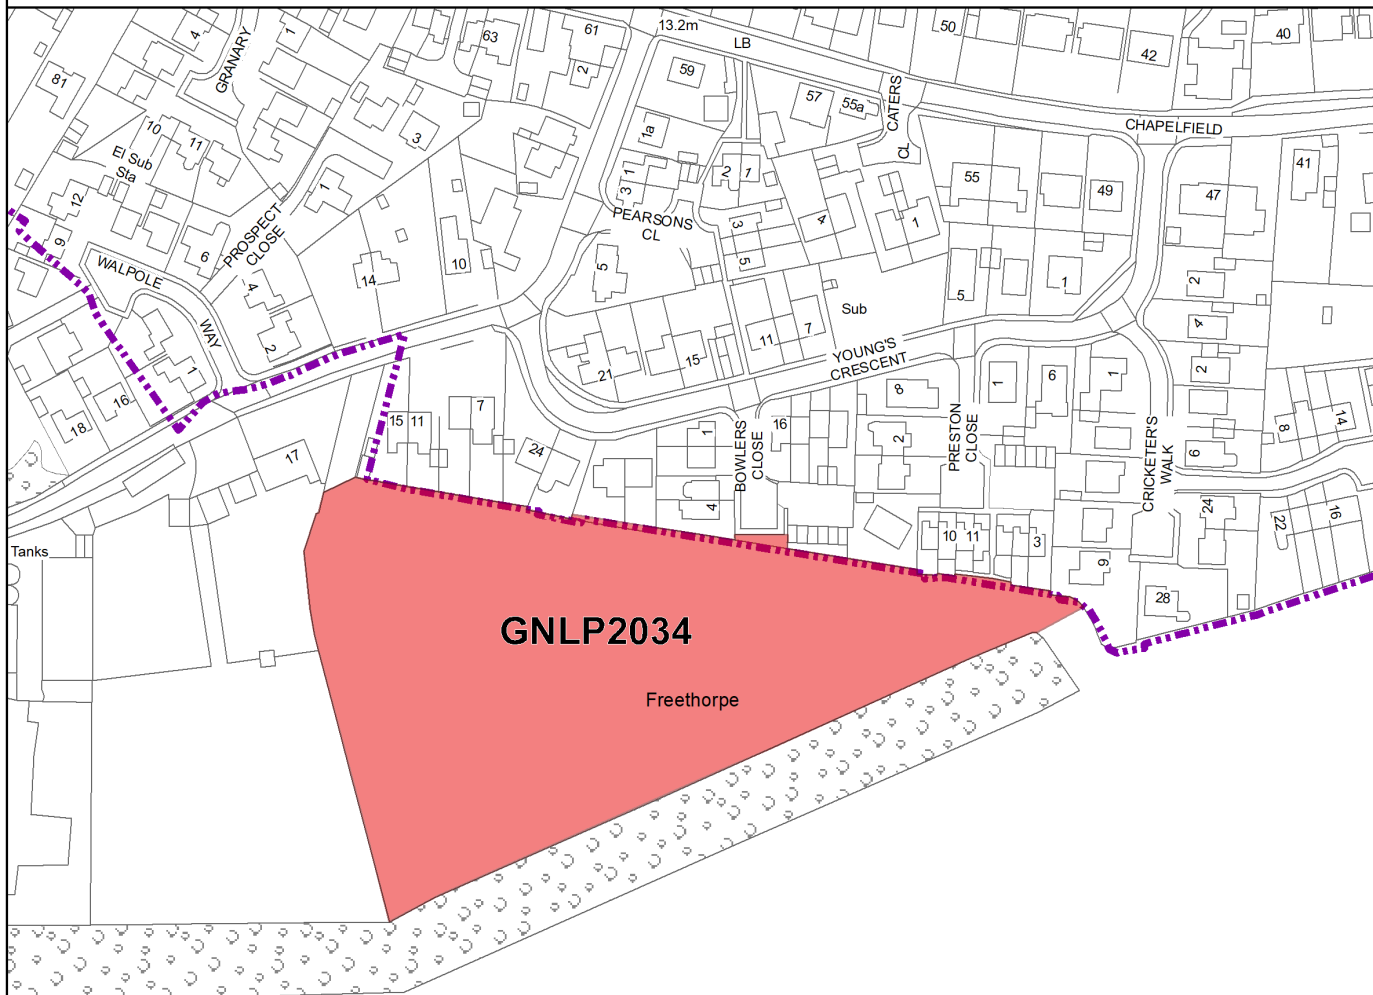 4
1
63
61
13.2m
LB
50
42
40
GRANARY
81
2
59
57
55a
CATERS
CL
CHAPELFIELD
10
11
3
1a
El Sub
Sta
1
3 1
2 1
55
49
47
41
12
9
6
PROSPECT
CLOSE
PEARSONS
CL
3
4
1
WALPOLE
WAY
4
14
10
5
5
5
1
2
2
Sub
4
1
21
15
11
7
YOUNG'S
CRESCENT
2
16
18
15 11
7
8
1
6
1
24
1
16
BOWLERS
CLOSE
2
PRESTON
CLOSE
CRICKETER'S
WALK
8
14
6
17
4
24
22
16
10 11
3
9
28
Tanks
GNLP2034
Freethorpe